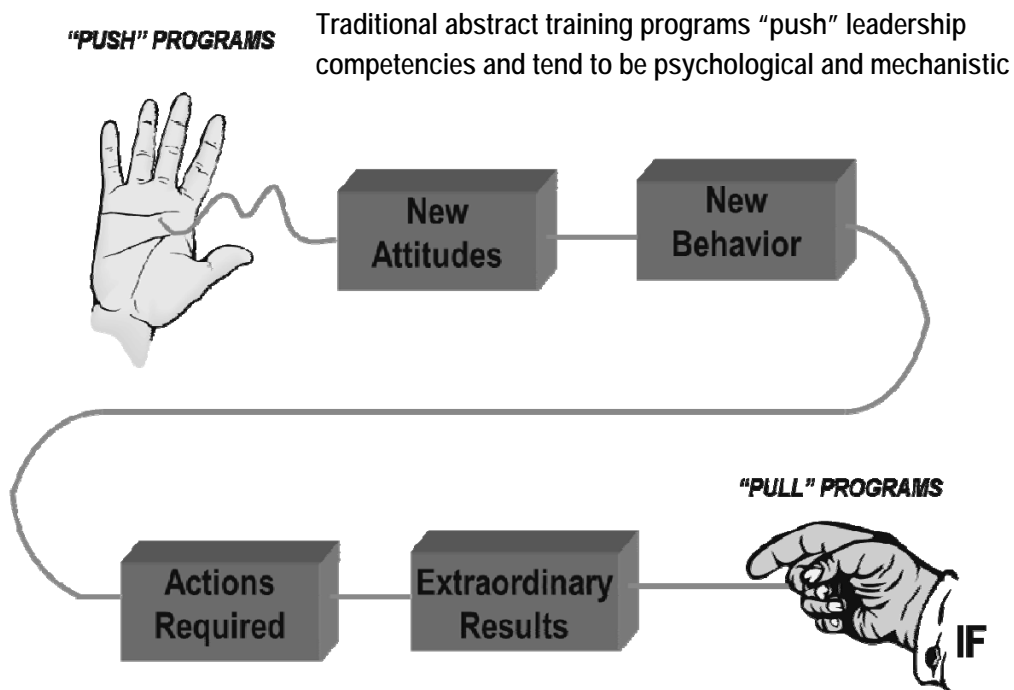 “PUSH” PROGRAMS
Traditional abstract training programs “push” leadership
competencies and tend to be psychological and mechanistic
New
Attitudes
New
Behavior
“PULL” PROGRAMS
Actions
Required
Extraordinary
Results
IF